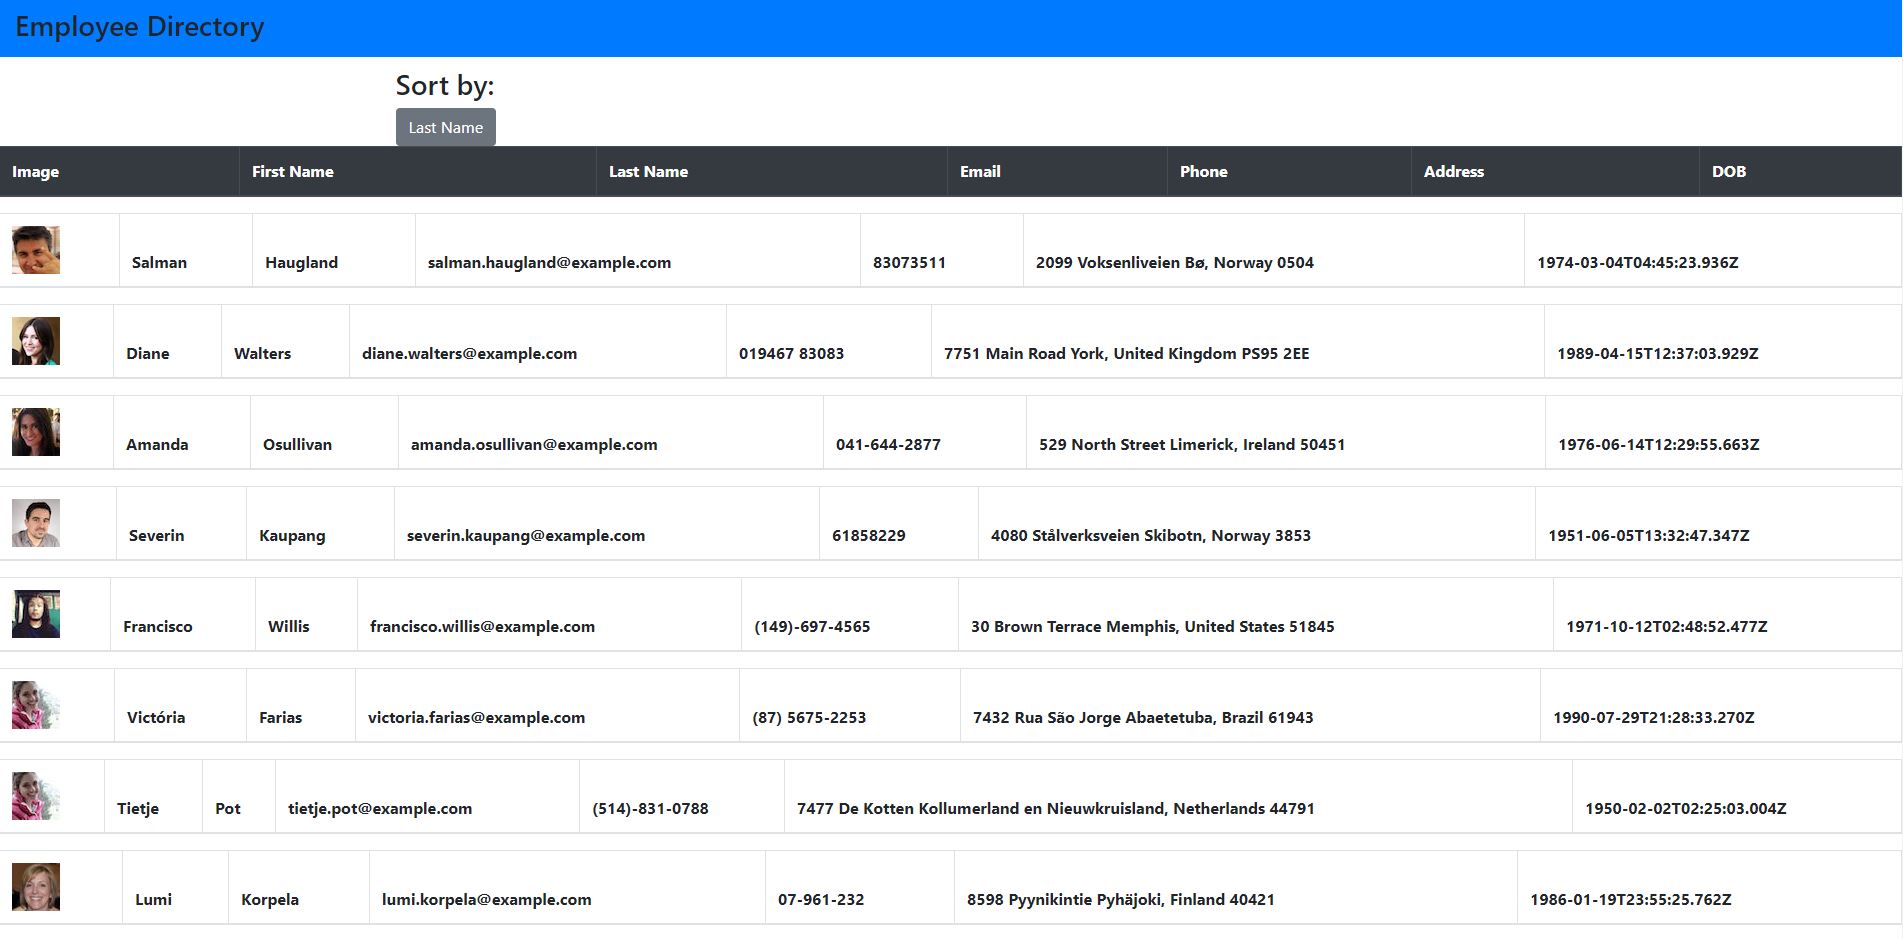 Employee Directory
Sort by:
Last Name
Image First Name Last Name Email Phone Address DOB
Salman Haugland salman.haugland@example.com 83073511 2099 Voksenliveien Bø, Norway 0504 1974-03-04T04:45:23.936Z
Diane Walters diane.walters@example.com 019467 83083 7751 Main Road York, United Kingdom PS95 2EE 1989-04-15T12:37:03.929Z
Amanda Osullivan amanda.osullivan@example.com 041-644-2877 529 North Street Limerick, Ireland 50451 1976-06-14T12:29:55.663Z
Severin Kaupang severin.kaupang@example.com 61858229 4080 Stålverksveien Skibotn, Norway 3853 1951-06-05T13:32:47.347Z
Francisco Willis francisco.willis@example.com (149)-697-4565 30 Brown Terrace Memphis, United States 51845 1971-10-12T02:48:52.477Z
Victória Farias victoria.farias@example.com (87) 5675-2253 7432 Rua São Jorge Abaetetuba, Brazil 61943 1990-07-29T21:28:33.270Z
Tietje Pot tietje.pot@example.com (514)-831-0788 7477 De Kotten Kollumerland en Nieuwkruisland, Netherlands 44791 1950-02-02T02:25:03.004Z
Lumi Korpela lumi.korpela@example.com 07-961-232 8598 Pyynikintie Pyhäjoki, Finland 40421 1986-01-19T23:55:25.762Z